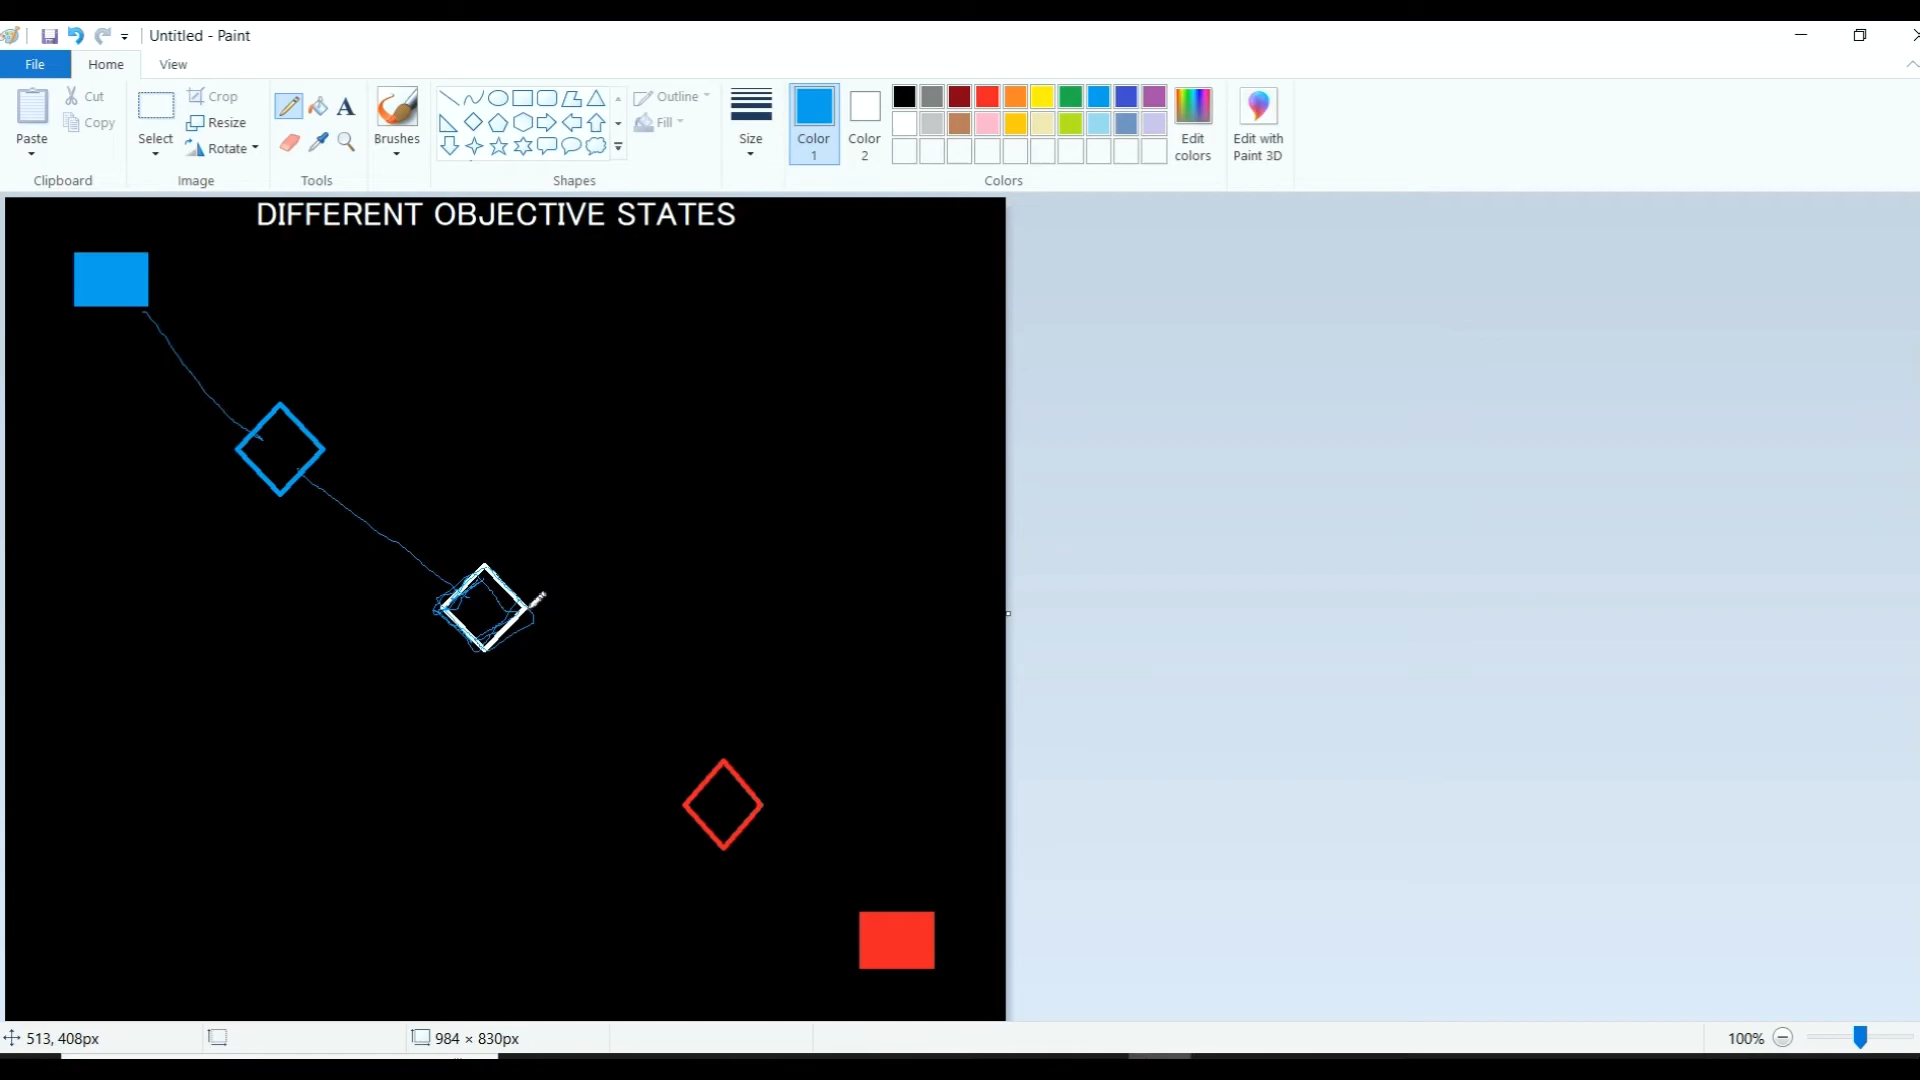 Untitled - Paint
File Home View
Cut Crop Outline
Copy Resize Fill
Paste Select Rotate Brushes Size Color 1 Color 2 Edit colors Edit with Paint 3D
Clipboard Image Tools Shapes Colors
DIFFERENT OBJECTIVE STATES
513, 408px 984 × 830px 100%